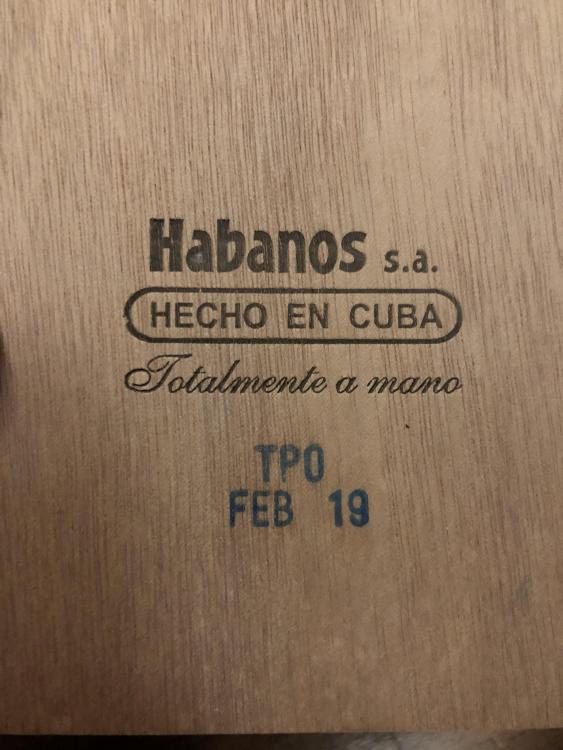 Habanos s.a.
HECHO EN CUBA
Totalmente a mano
TPO
FEB 19